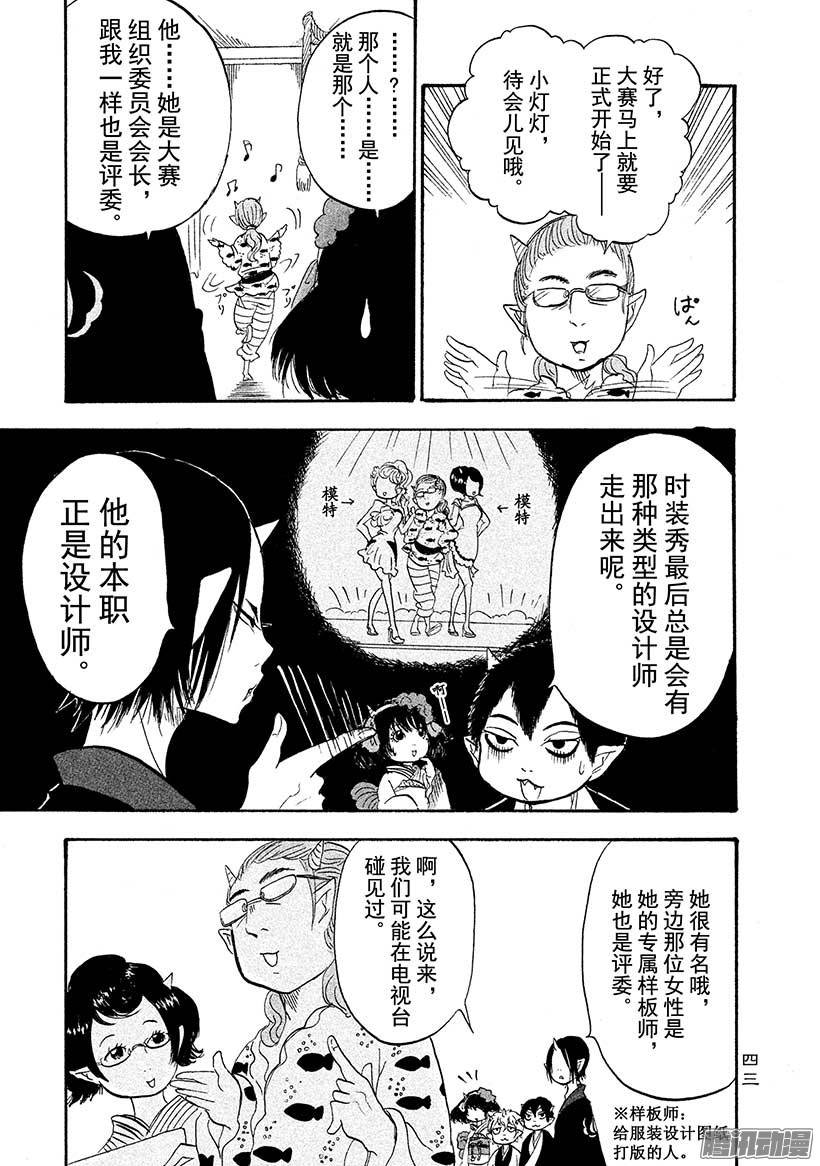 好了，
大赛马上就要
正式开始了——
小灯灯，
待会儿见哦。
ぱん
……？
那个人……是……
就是那个……
他……她是大赛
组织委员会会长，
跟我一样也是评委。
プリ
プリ
时装秀最后总是会有
那种类型的设计师
走出来呢。
模特
模特
他的本职
正是设计师。
她很有名哦，
旁边那位女性是
她的专属样板师，
她也是评委。
啊，这么说来，
我们可能在电视台
碰见过。
※样板师：
给服装设计图纸
打版的人。
四三
腾讯动漫